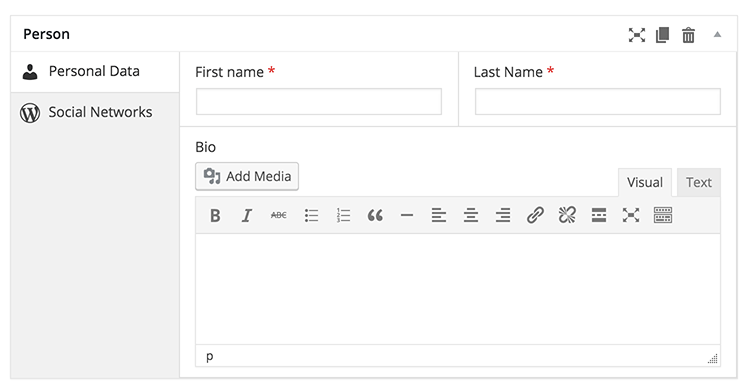 Person
Personal Data
Social Networks
First name *
Last Name *
Bio
Add Media
Visual
Text
B I ABC
p